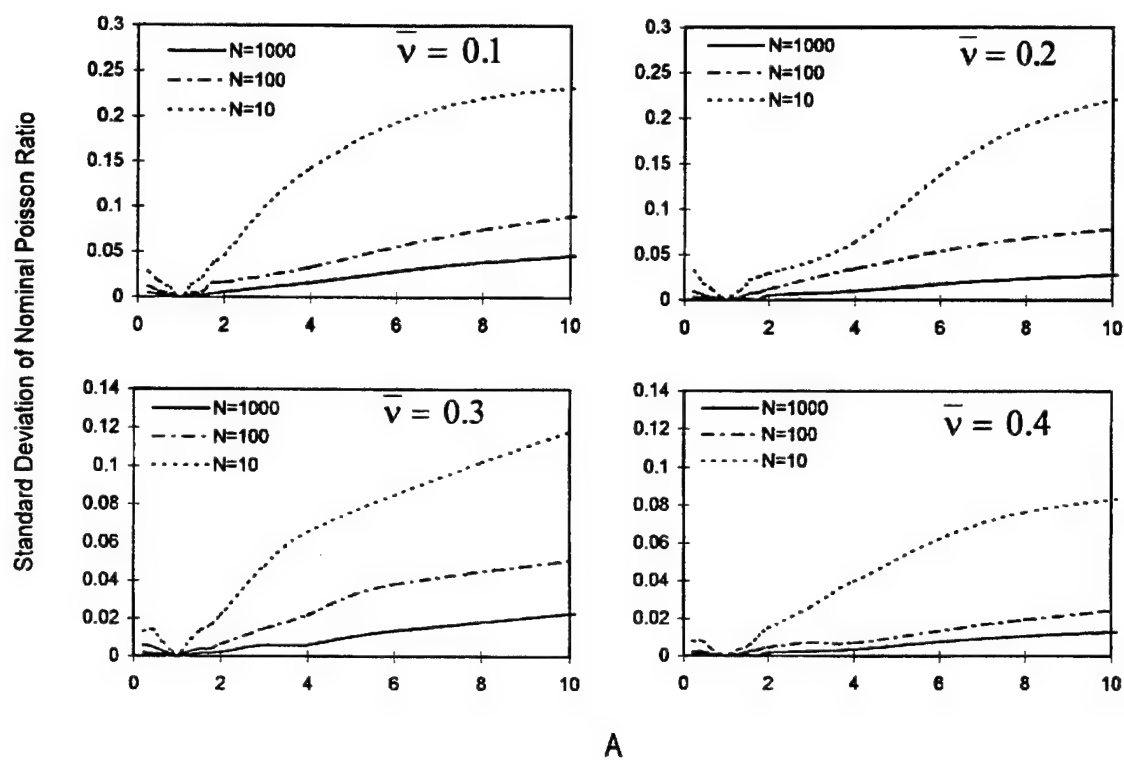 Standard Deviation of Nominal Poisson Ratio
0.3
0.25
0.2
0.15
0.1
0.05
0
N=1000
N=100
N=10
ν̄ = 0.1
0 2 4 6 8 10
0.3
0.25
0.2
0.15
0.1
0.05
0
N=1000
N=100
N=10
ν̄ = 0.2
0 2 4 6 8 10
0.14
0.12
0.1
0.08
0.06
0.04
0.02
0
N=1000
N=100
N=10
ν̄ = 0.3
0 2 4 6 8 10
0.14
0.12
0.1
0.08
0.06
0.04
0.02
0
N=1000
N=100
N=10
ν̄ = 0.4
0 2 4 6 8 10
A